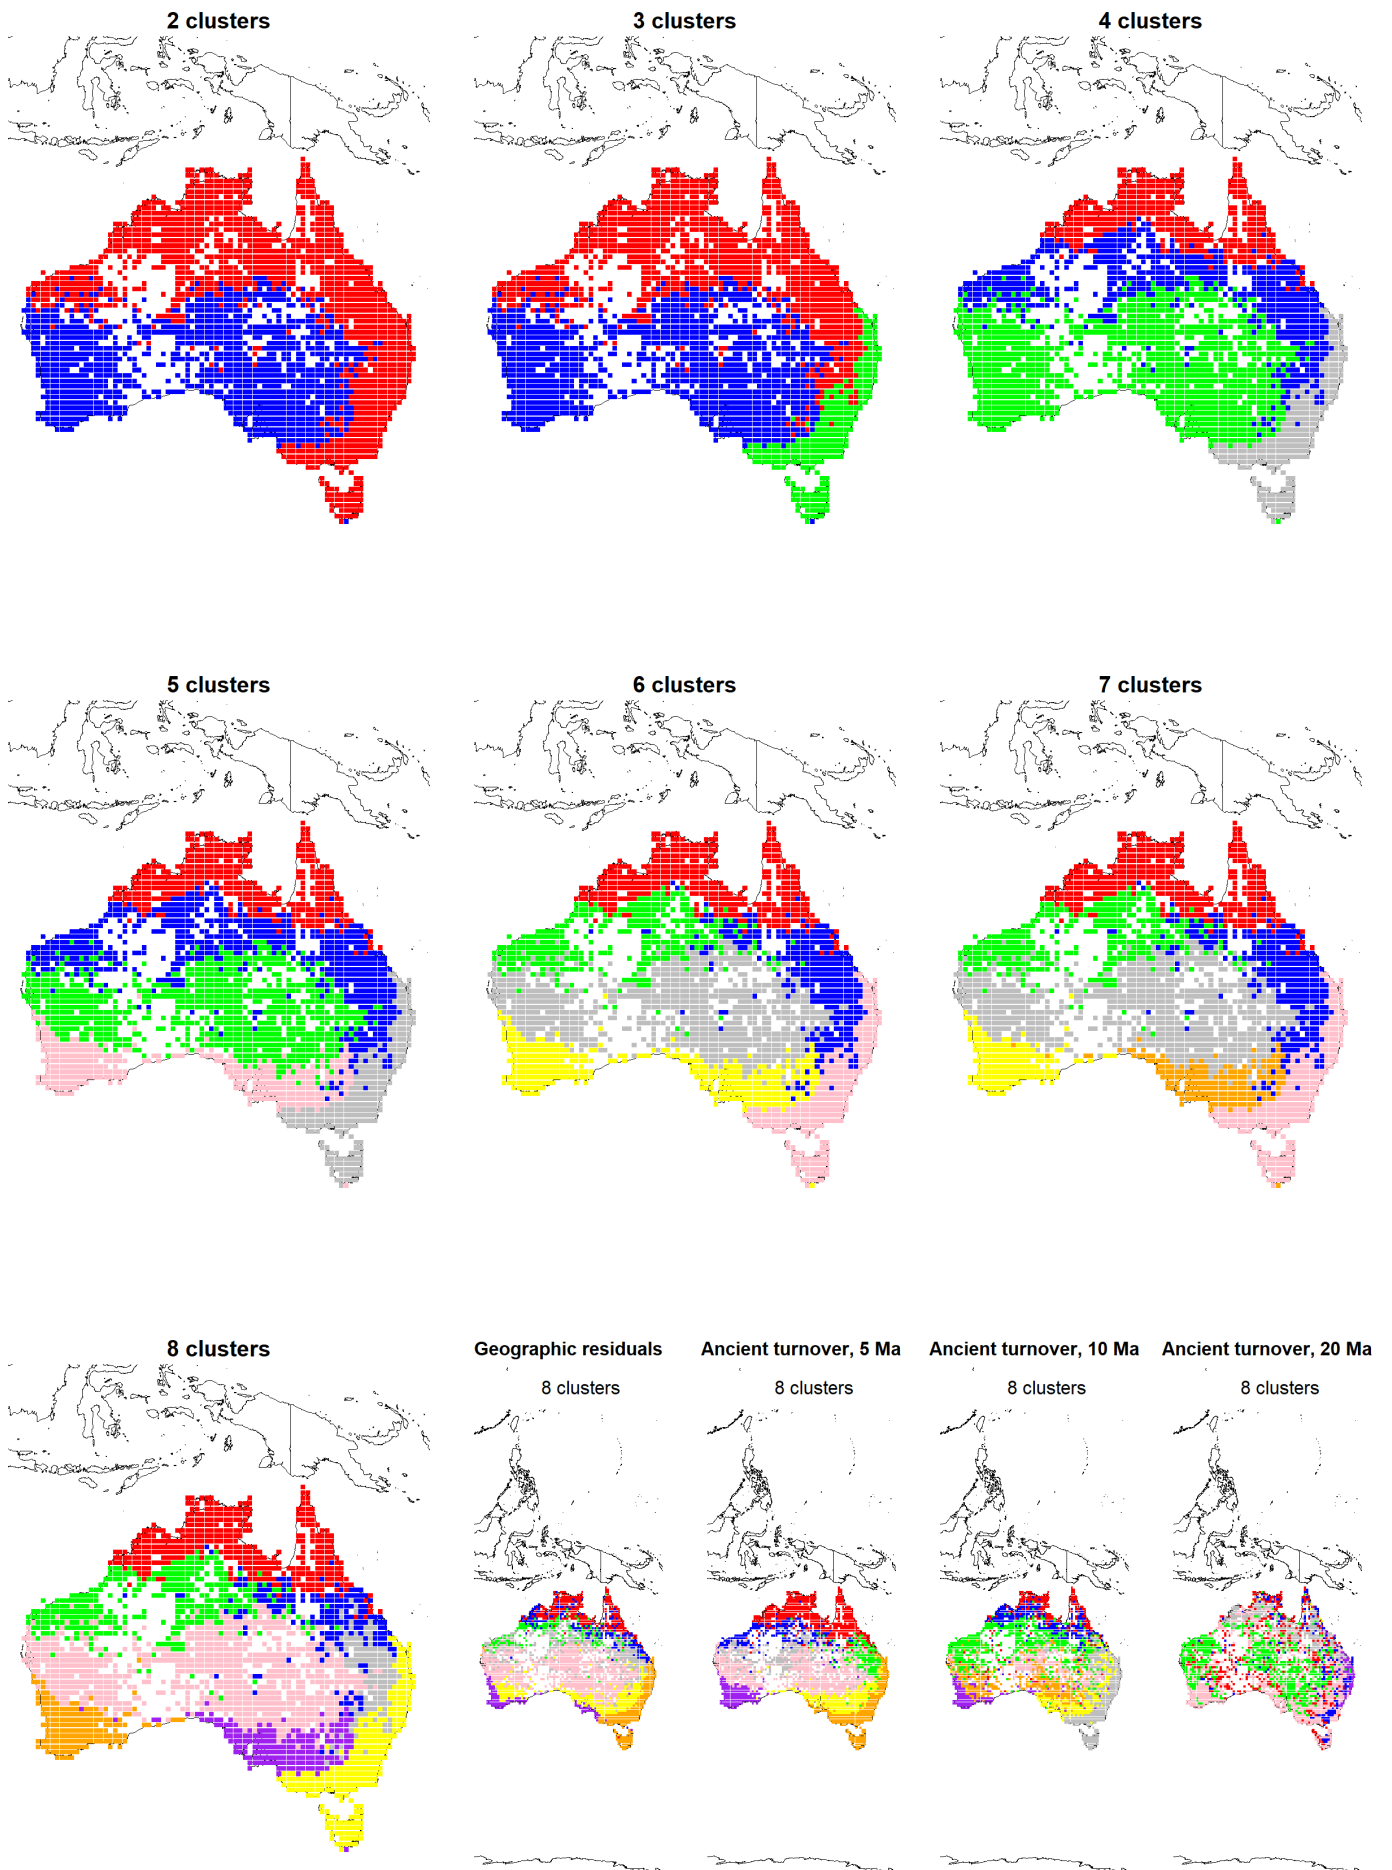 2 clusters
3 clusters
4 clusters
5 clusters
6 clusters
7 clusters
8 clusters
Geographic residuals
8 clusters
Ancient turnover, 5 Ma
8 clusters
Ancient turnover, 10 Ma
8 clusters
Ancient turnover, 20 Ma
8 clusters